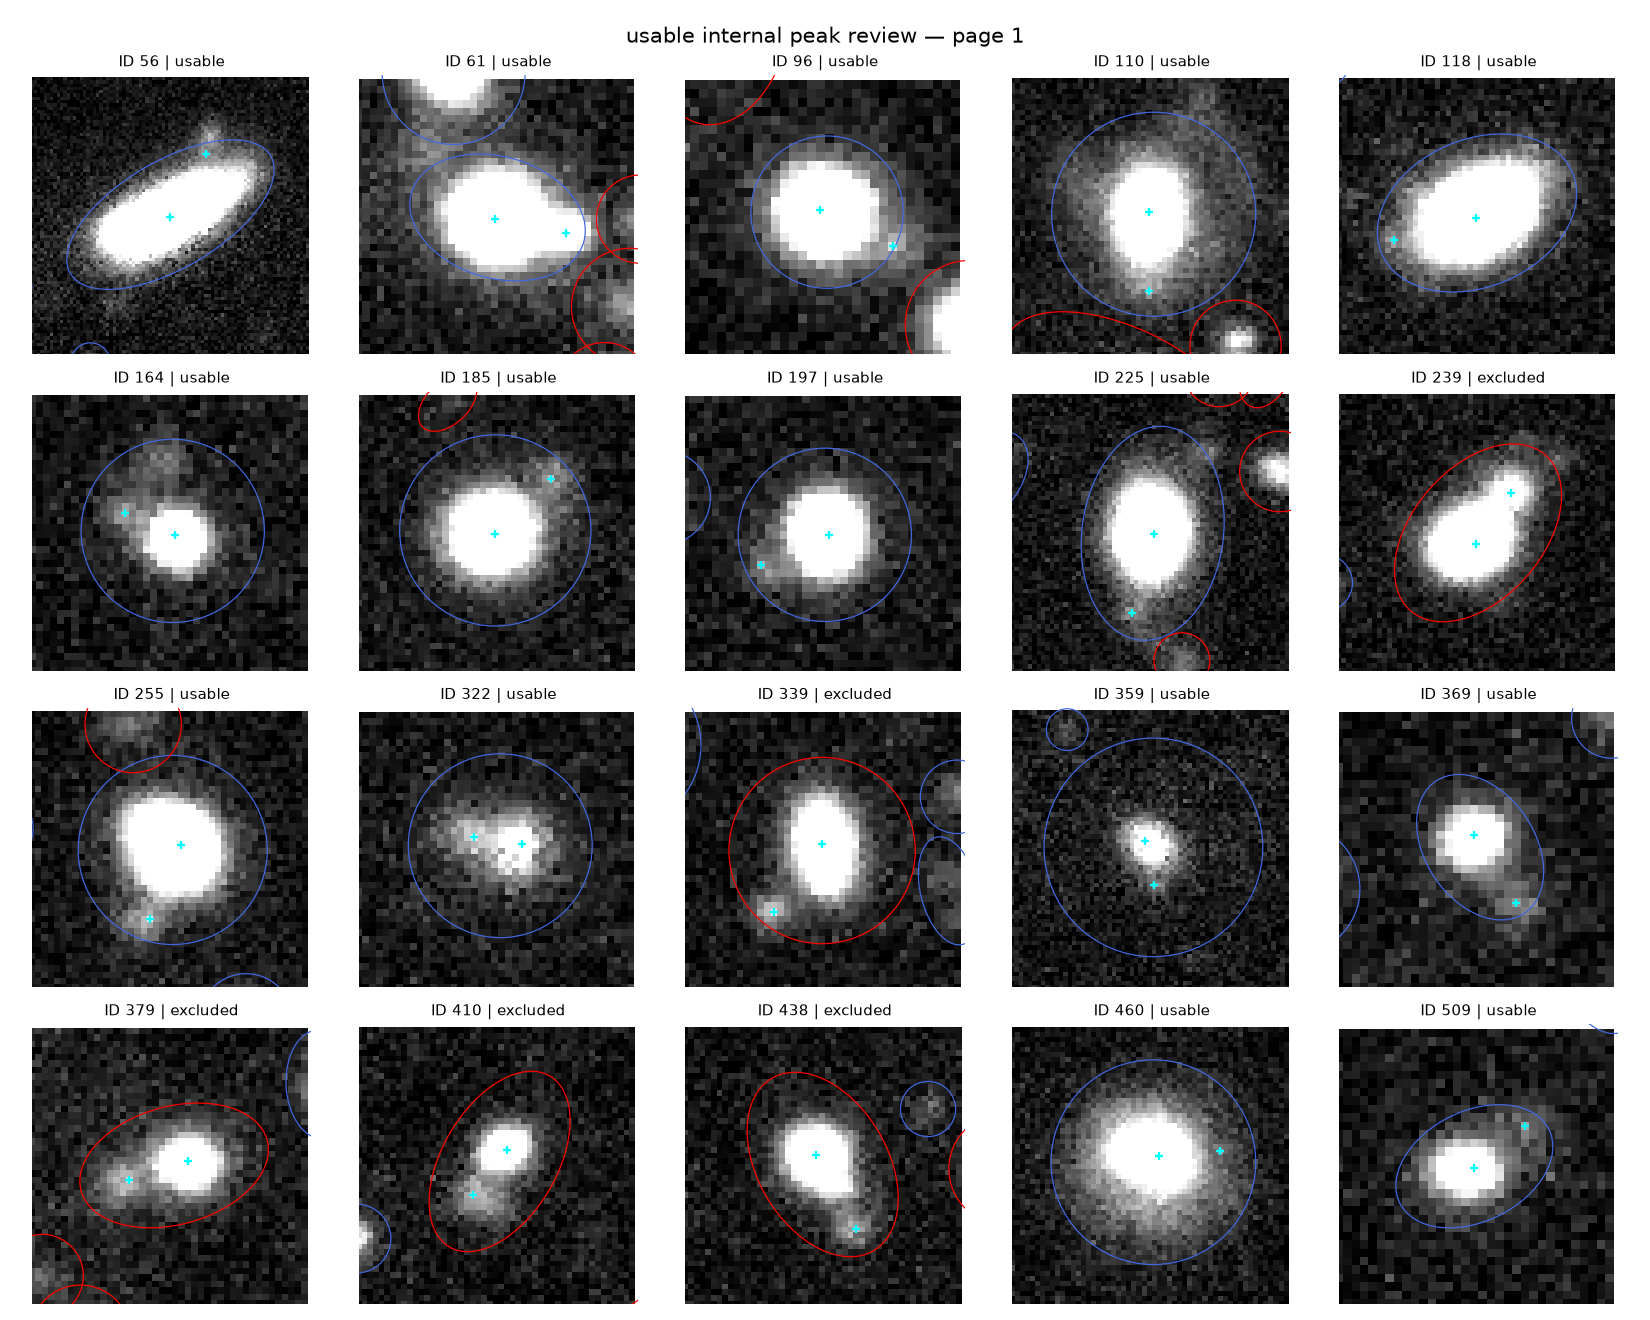 usable internal peak review — page 1
ID 56 | usable
ID 61 | usable
ID 96 | usable
ID 110 | usable
ID 118 | usable
ID 164 | usable
ID 185 | usable
ID 197 | usable
ID 225 | usable
ID 239 | excluded
ID 255 | usable
ID 322 | usable
ID 339 | excluded
ID 359 | usable
ID 369 | usable
ID 379 | excluded
ID 410 | excluded
ID 438 | excluded
ID 460 | usable
ID 509 | usable